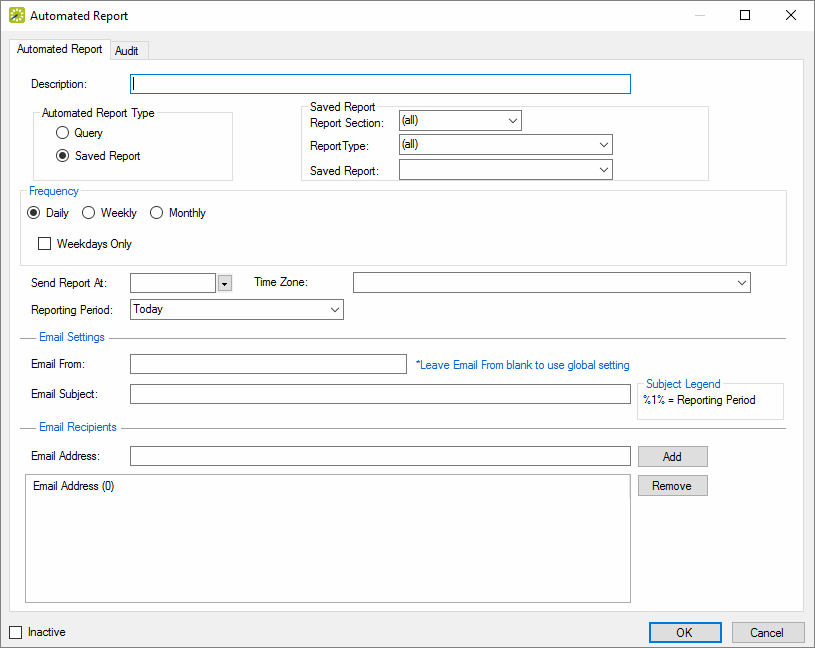 Automated Report
Automated Report Audit
Description:
Automated Report Type
Query
Saved Report
Saved Report
Report Section: (all)
ReportType: (all)
Saved Report:
Frequency
Daily Weekly Monthly
Weekdays Only
Send Report At: Time Zone:
Reporting Period: Today
Email Settings
Email From: *Leave Email From blank to use global setting
Email Subject:
Subject Legend
%1% = Reporting Period
Email Recipients
Email Address: Add
Email Address (0) Remove
Inactive OK Cancel